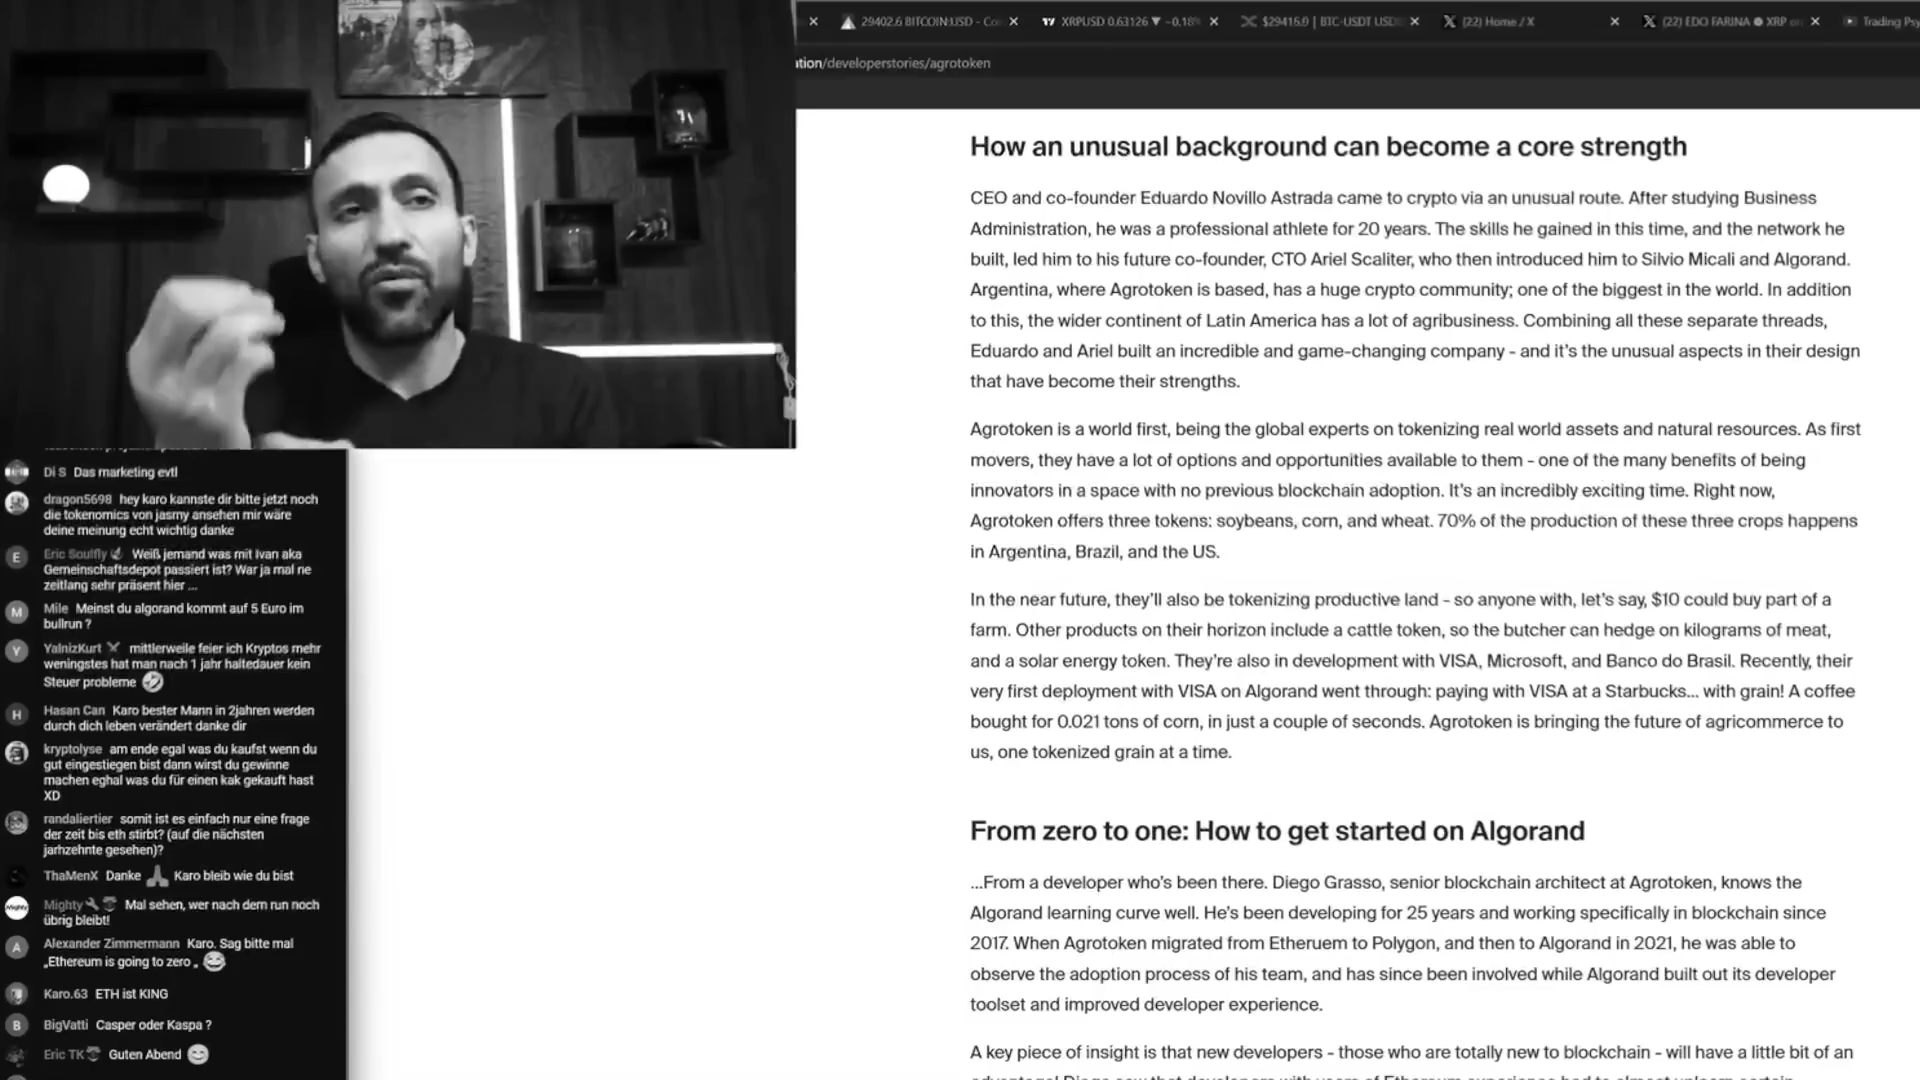 29402.6 BITCOIN:USD - Co
XRPUSD 0.63126 ▼ −0.18%
$29416.9 | BTC-USDT USD
(22) Home / X
(22) EDO FARINA XRP on
Trading Psy
ation/developerstories/agrotoken
How an unusual background can become a core strength
CEO and co-founder Eduardo Novillo Astrada came to crypto via an unusual route. After studying Business
Administration, he was a professional athlete for 20 years. The skills he gained in this time, and the network he
built, led him to his future co-founder, CTO Ariel Scaliter, who then introduced him to Silvio Micali and Algorand.
Argentina, where Agrotoken is based, has a huge crypto community; one of the biggest in the world. In addition
to this, the wider continent of Latin America has a lot of agribusiness. Combining all these separate threads,
Eduardo and Ariel built an incredible and game-changing company - and it's the unusual aspects in their design
that have become their strengths.
Agrotoken is a world first, being the global experts on tokenizing real world assets and natural resources. As first
movers, they have a lot of options and opportunities available to them - one of the many benefits of being
innovators in a space with no previous blockchain adoption. It's an incredibly exciting time. Right now,
Agrotoken offers three tokens: soybeans, corn, and wheat. 70% of the production of these three crops happens
in Argentina, Brazil, and the US.
In the near future, they'll also be tokenizing productive land - so anyone with, let's say, $10 could buy part of a
farm. Other products on their horizon include a cattle token, so the butcher can hedge on kilograms of meat,
and a solar energy token. They're also in development with VISA, Microsoft, and Banco do Brasil. Recently, their
very first deployment with VISA on Algorand went through: paying with VISA at a Starbucks... with grain! A coffee
bought for 0.021 tons of corn, in just a couple of seconds. Agrotoken is bringing the future of agricommerce to
us, one tokenized grain at a time.
From zero to one: How to get started on Algorand
...From a developer who's been there. Diego Grasso, senior blockchain architect at Agrotoken, knows the
Algorand learning curve well. He's been developing for 25 years and working specifically in blockchain since
2017. When Agrotoken migrated from Etheruem to Polygon, and then to Algorand in 2021, he was able to
observe the adoption process of his team, and has since been involved while Algorand built out its developer
toolset and improved developer experience.
A key piece of insight is that new developers - those who are totally new to blockchain - will have a little bit of an
Di S Das marketing evtl
dragon5698 hey karo kannste dir bitte jetzt noch
die tokenomics von jasmy ansehen mir wäre
deine meinung echt wichtig danke
Eric Soulfly Weiß jemand was mit Ivan aka
Gemeinschaftsdepot passiert ist? War ja mal ne
zeitlang sehr präsent hier ...
Mile Meinst du algorand kommt auf 5 Euro im
bullrun ?
YalnizKurt mittlerweile feier ich Kryptos mehr
weningstes hat man nach 1 jahr haltedauer kein
Steuer probleme
Hasan Can Karo bester Mann in 2jahren werden
durch dich leben verändert danke dir
kryptolyse am ende egal was du kaufst wenn du
gut eingestiegen bist dann wirst du gewinne
machen eghal was du für einen kak gekauft hast
XD
randaliertier somit ist es einfach nur eine frage
der zeit bis eth stirbt? (auf die nächsten
jarhzehnte gesehen)?
ThaMenX Danke Karo bleib wie du bist
Mighty Mal sehen, wer nach dem run noch
übrig bleibt!
Alexander Zimmermann Karo. Sag bitte mal
„Ethereum is going to zero „
Karo.63 ETH ist KING
BigVatti Casper oder Kaspa ?
Eric TK Guten Abend